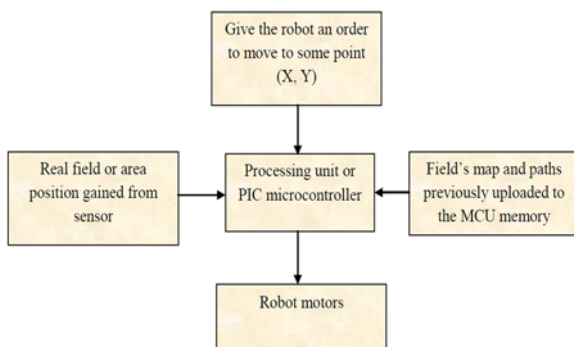 Give the robot an order
to move to some point
(X, Y)
Real field or area
position gained from
sensor
Processing unit or
PIC microcontroller
Field's map and paths
previously uploaded to
the MCU memory
Robot motors